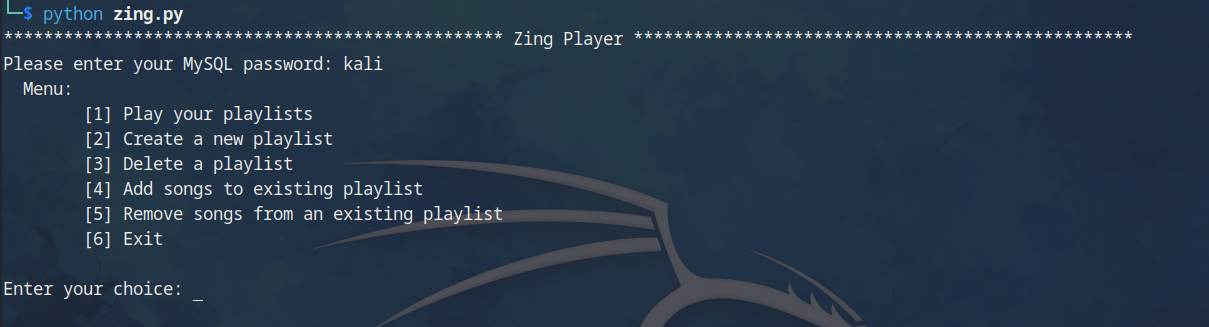 └─$ python zing.py
************************************************** Zing Player **************************************************
Please enter your MySQL password: kali
  Menu:
        [1] Play your playlists
        [2] Create a new playlist
        [3] Delete a playlist
        [4] Add songs to existing playlist
        [5] Remove songs from an existing playlist
        [6] Exit

Enter your choice: _